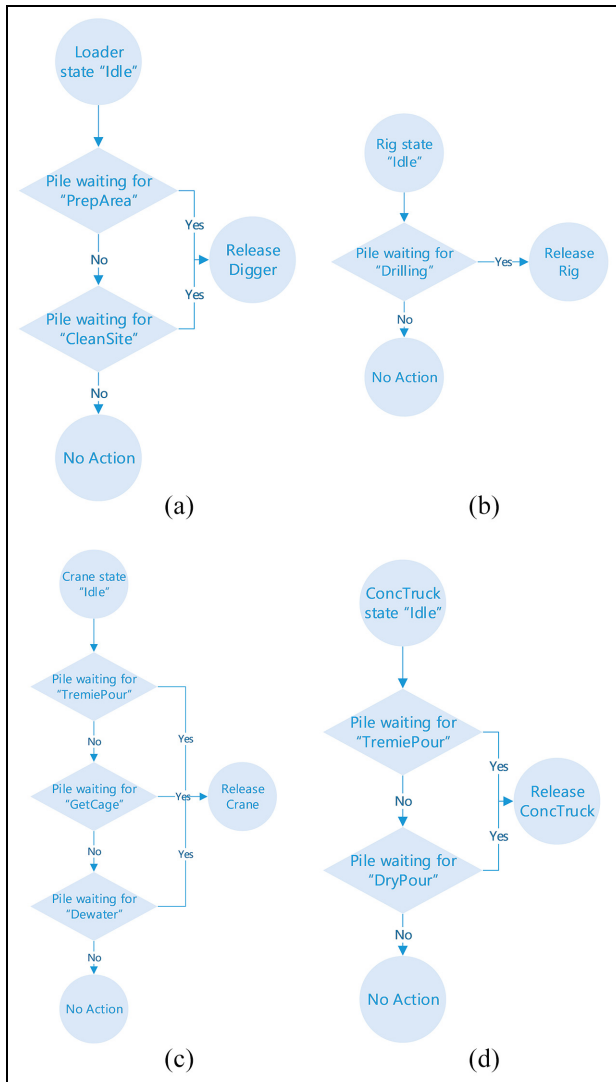 Loader
state “Idle”
Pile waiting for
“PrepArea”
Yes
No
Release
Digger
Yes
Pile waiting for
“CleanSite”
No
No Action
(a)
Rig state
“Idle”
Pile waiting for
“Drilling”
Yes
Release
Rig
No
No Action
(b)
Crane state
“Idle”
Pile waiting for
“TremiePour”
Yes
No
Pile waiting for
“GetCage”
Yes
Release
Crane
No
Yes
Pile waiting for
“Dewater”
No
No Action
(c)
ConcTruck
state “Idle”
Pile waiting for
“TremiePour”
Yes
No
Release
ConcTruck
Yes
Pile waiting for
“DryPour”
No
No Action
(d)